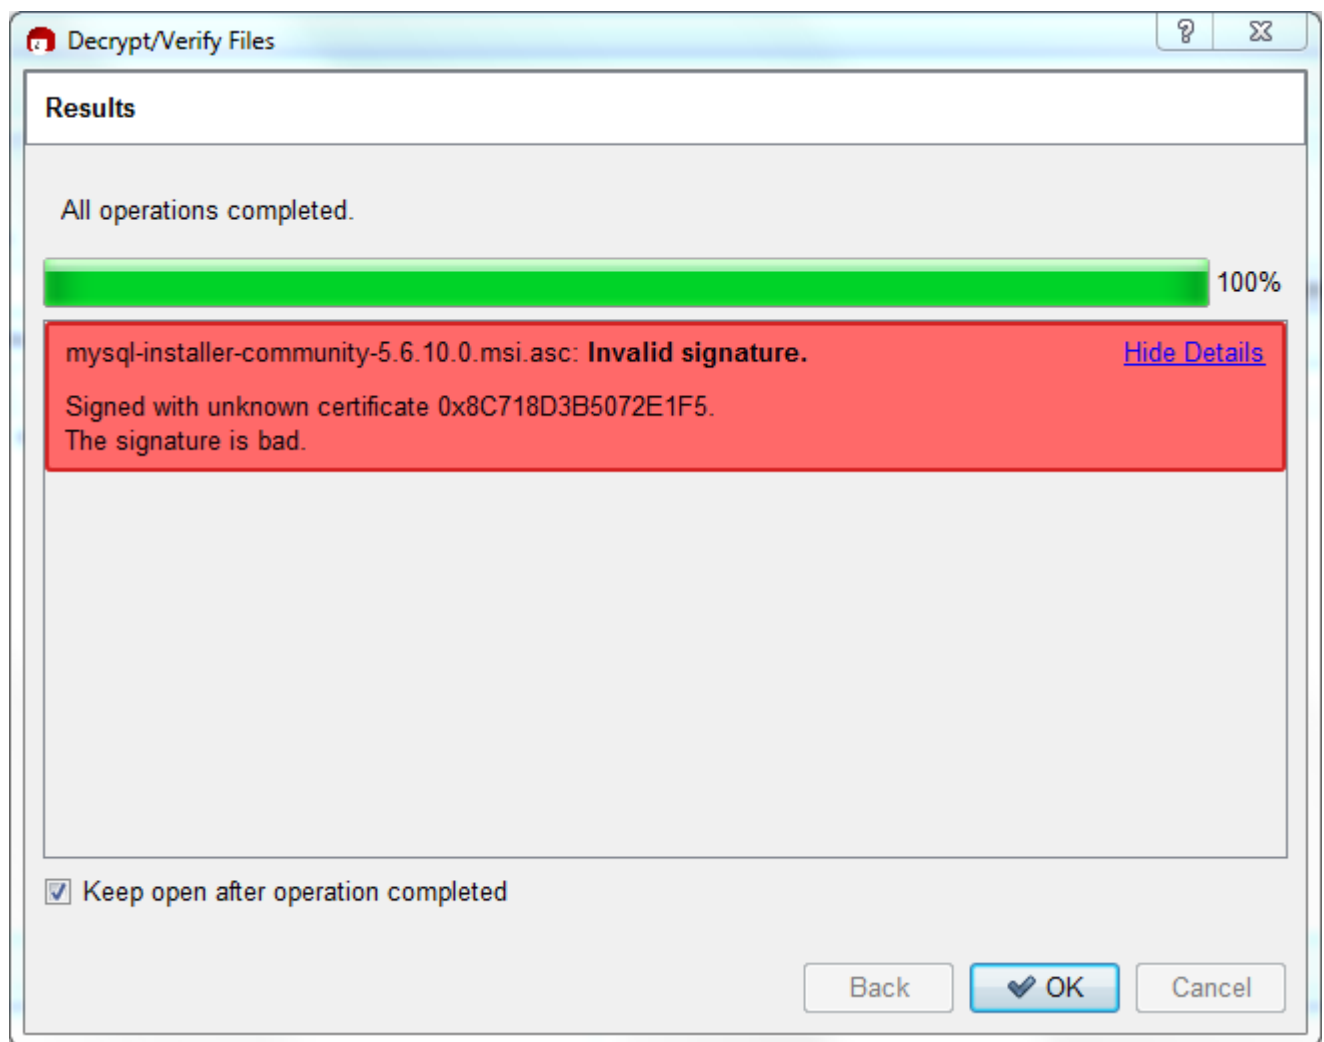 Decrypt/Verify Files
Results
All operations completed.
100%
mysql-installer-community-5.6.10.0.msi.asc: Invalid signature.
Hide Details
Signed with unknown certificate 0x8C718D3B5072E1F5.
The signature is bad.
Keep open after operation completed
Back
OK
Cancel